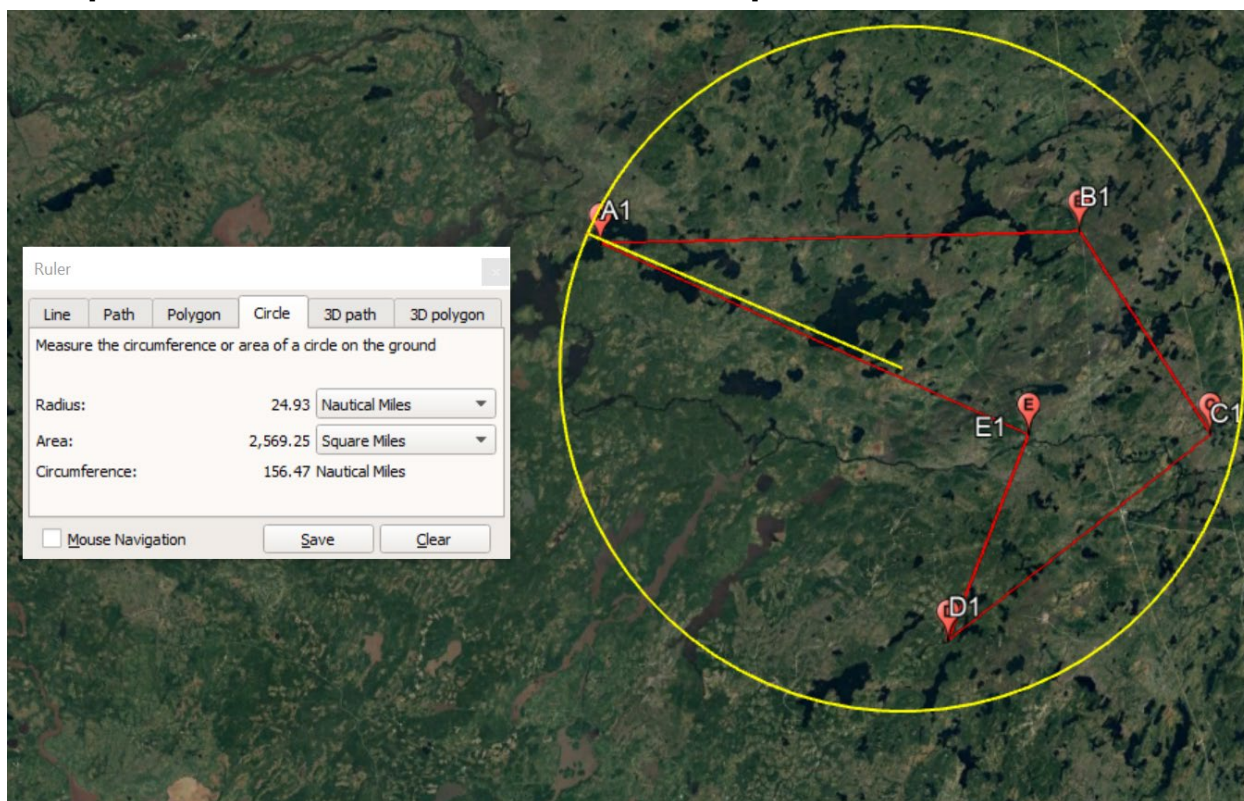 A1
B1
Ruler
Line Path Polygon Circle 3D path 3D polygon
Measure the circumference or area of a circle on the ground
Radius: 24.93 Nautical Miles
Area: 2,569.25 Square Miles
Circumference: 156.47 Nautical Miles
Mouse Navigation Save Clear
E
E1
C1
D1